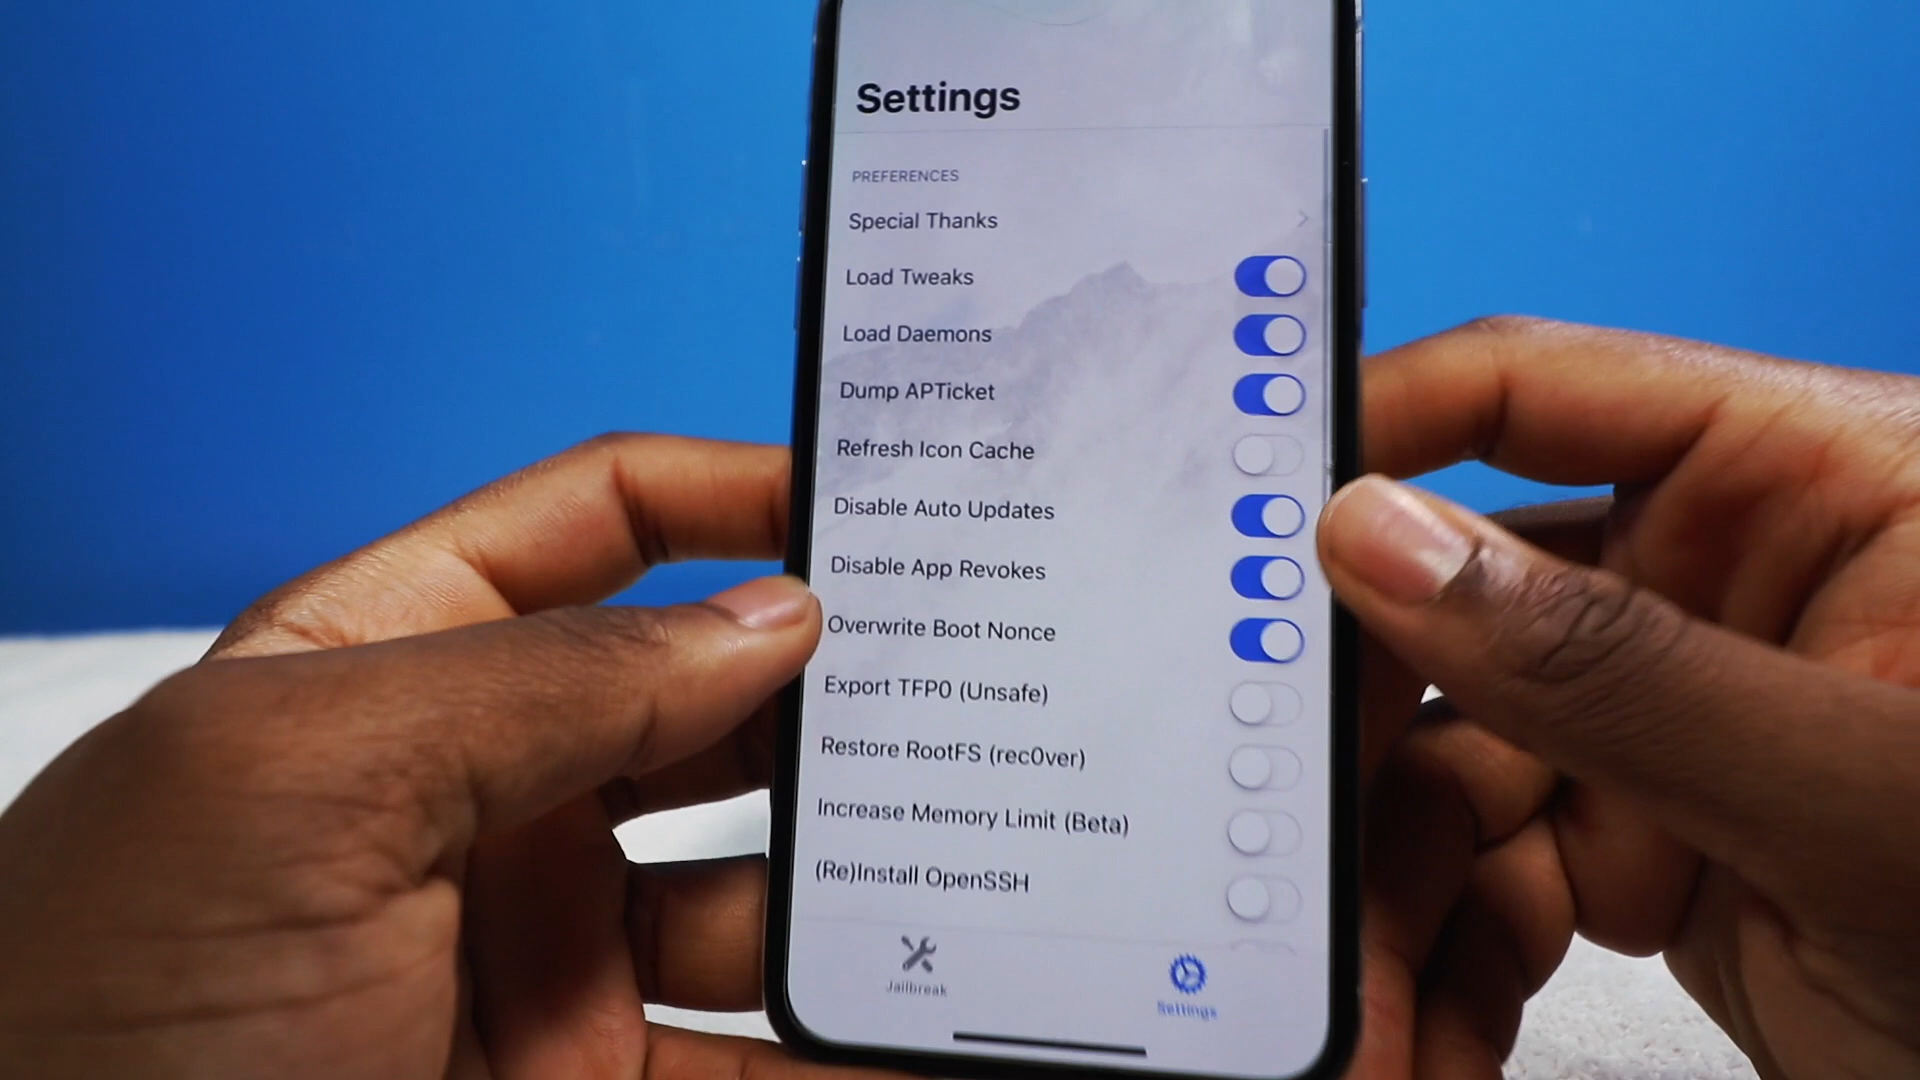 Settings
PREFERENCES
Special Thanks
Load Tweaks
Load Daemons
Dump APTicket
Refresh Icon Cache
Disable Auto Updates
Disable App Revokes
Overwrite Boot Nonce
Export TFP0 (Unsafe)
Restore RootFS (rec0ver)
Increase Memory Limit (Beta)
(Re)Install OpenSSH
Jailbreak
Settings